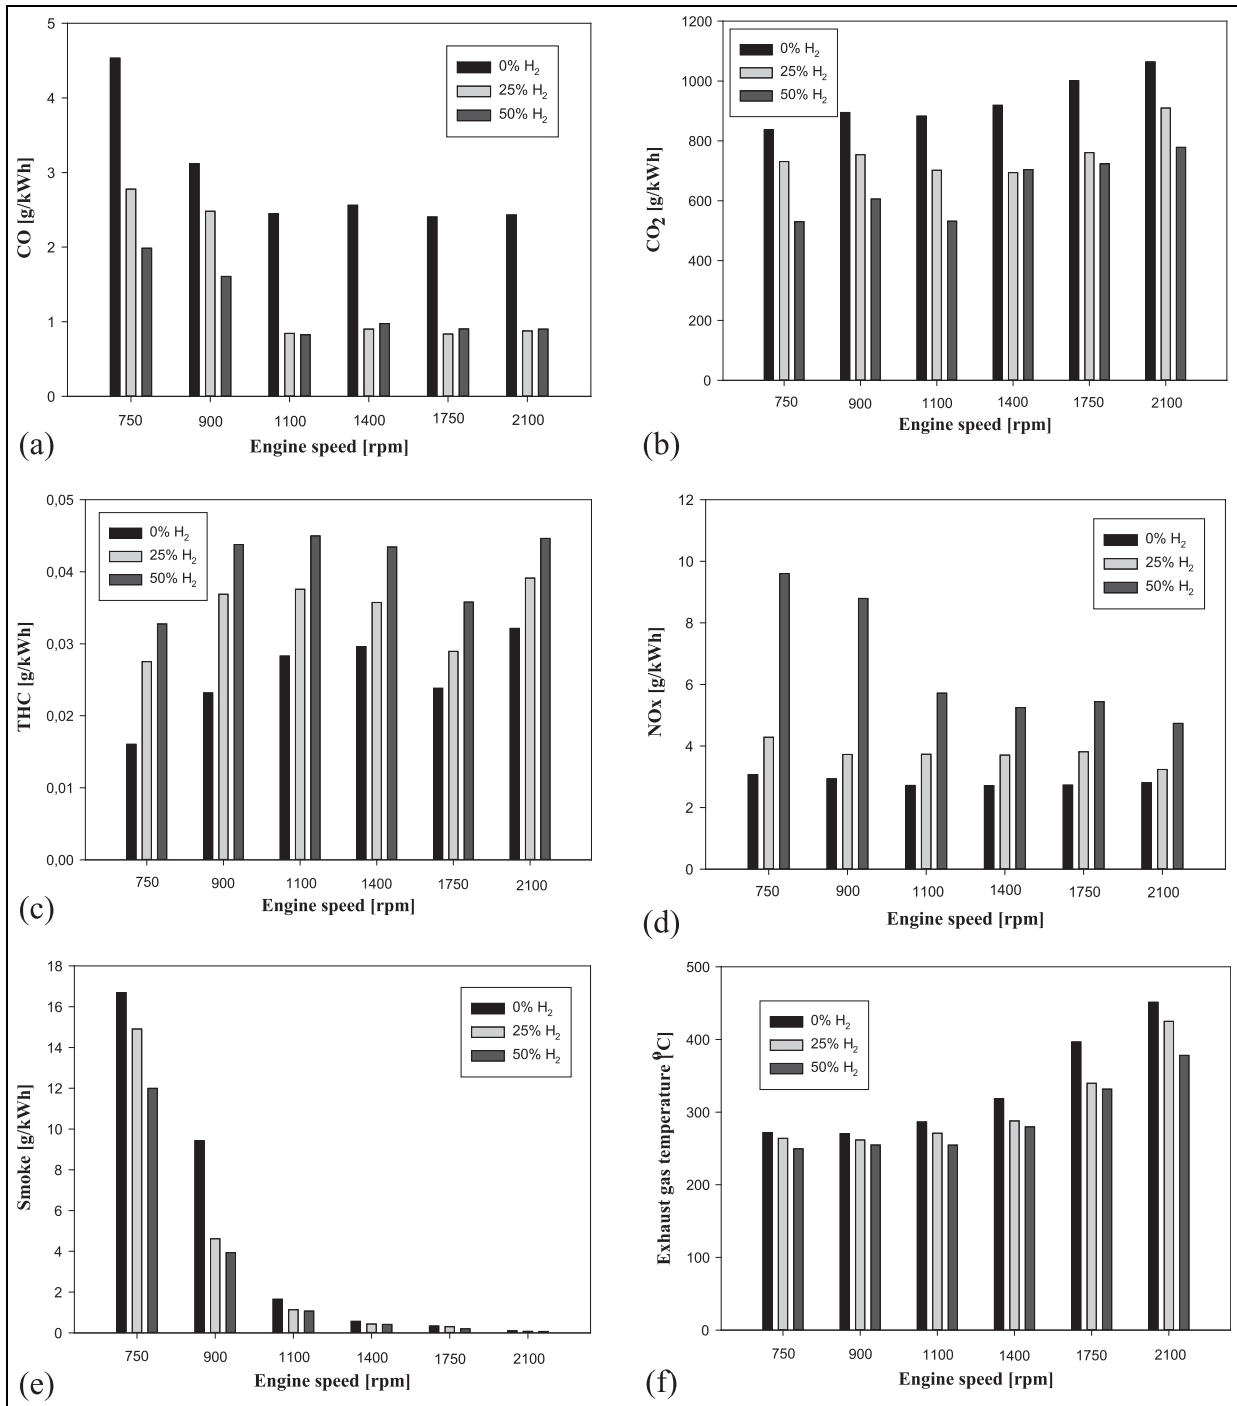 5
4
3
2
1
0
CO [g/kWh]
0% H2
25% H2
50% H2
750 900 1100 1400 1750 2100
Engine speed [rpm]
(a)
1200
1000
800
600
400
200
0
CO2 [g/kWh]
0% H2
25% H2
50% H2
750 900 1100 1400 1750 2100
Engine speed [rpm]
(b)
0,05
0,04
0,03
0,02
0,01
0,00
THC [g/kWh]
0% H2
25% H2
50% H2
750 900 1100 1400 1750 2100
Engine speed [rpm]
(c)
12
10
8
6
4
2
0
NOx [g/kWh]
0% H2
25% H2
50% H2
750 900 1100 1400 1750 2100
Engine speed [rpm]
(d)
18
16
14
12
10
8
6
4
2
0
Smoke [g/kWh]
0% H2
25% H2
50% H2
750 900 1100 1400 1750 2100
Engine speed [rpm]
(e)
500
400
300
200
100
0
Exhaust gas temperature [ºC]
0% H2
25% H2
50% H2
750 900 1100 1400 1750 2100
Engine speed [rpm]
(f)